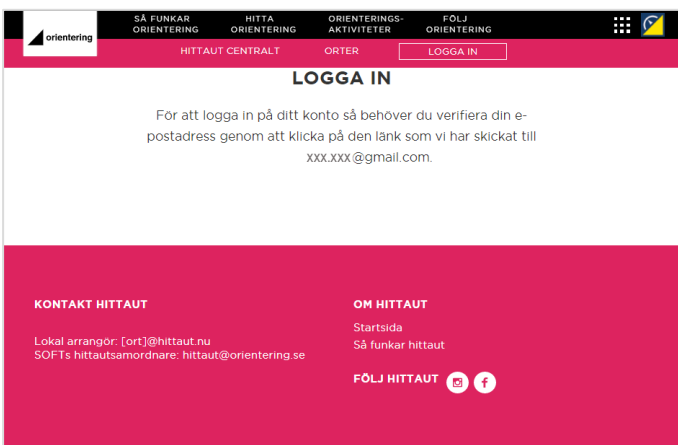 orientering
SÅ FUNKAR ORIENTERING
HITTA ORIENTERING
ORIENTERINGS-AKTIVITETER
FÖLJ ORIENTERING
HITTAUT CENTRALT ORTER LOGGA IN
LOGGA IN
För att logga in på ditt konto så behöver du verifiera din e-
postadress genom att klicka på den länk som vi har skickat till
xxx.xxx@gmail.com.
KONTAKT HITTAUT
Lokal arrangör: [ort]@hittaut.nu
SOFTs hittautsamordnare: hittaut@orientering.se
OM HITTAUT
Startsida
Så funkar hittaut
FÖLJ HITTAUT